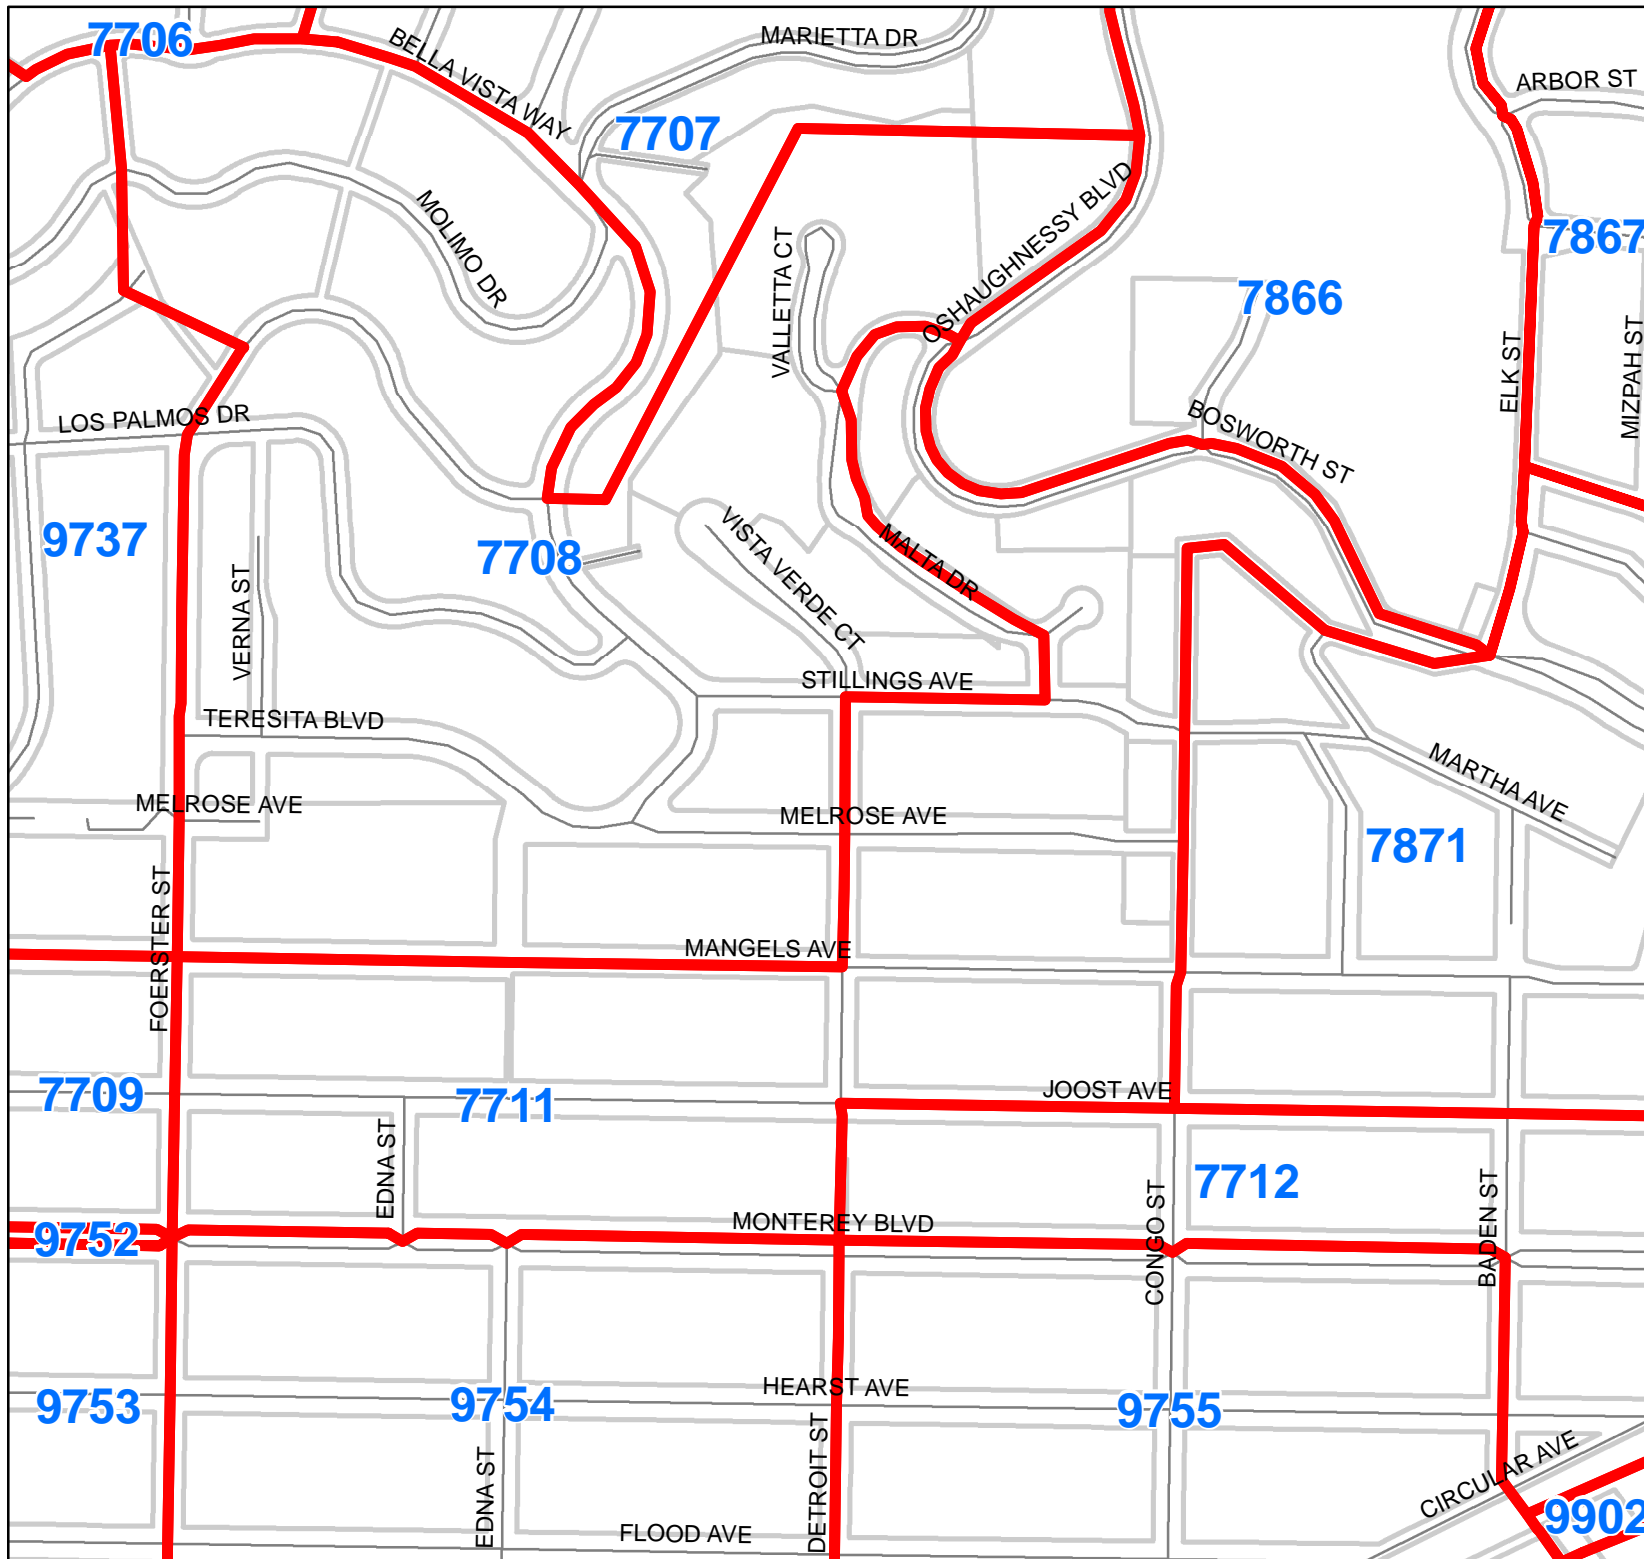 7706
BELLA VISTA WAY
MARIETTA DR
ARBOR ST
7707
MOLIMO DR
VALLETTA CT
OSHAUGHNESSY BLVD
7866
7867
ELK ST
MIZPAH ST
LOS PALMOS DR
BOSWORTH ST
9737
7708
VERNA ST
VISTA VERDE CT
MALTA DR
STILLINGS AVE
TERESITA BLVD
MELROSE AVE
MELROSE AVE
MARTHA AVE
7871
FOERSTER ST
MANGELS AVE
7709
7711
JOOST AVE
EDNA ST
7712
CONGO ST
BADEN ST
9752
MONTEREY BLVD
9753
9754
HEARST AVE
9755
EDNA ST
DETROIT ST
FLOOD AVE
CIRCULAR AVE
9902